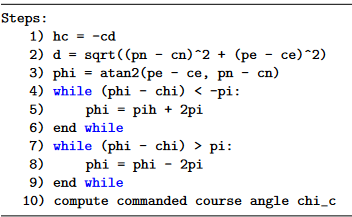 Steps:
1) hc = -cd
2) d = sqrt((pn - cn)^2 + (pe - ce)^2)
3) phi = atan2(pe - ce, pn - cn)
4) while (phi - chi) < -pi:
5) phi = pih + 2pi
6) end while
7) while (phi - chi) > pi:
8) phi = phi - 2pi
9) end while
10) compute commanded course angle chi_c